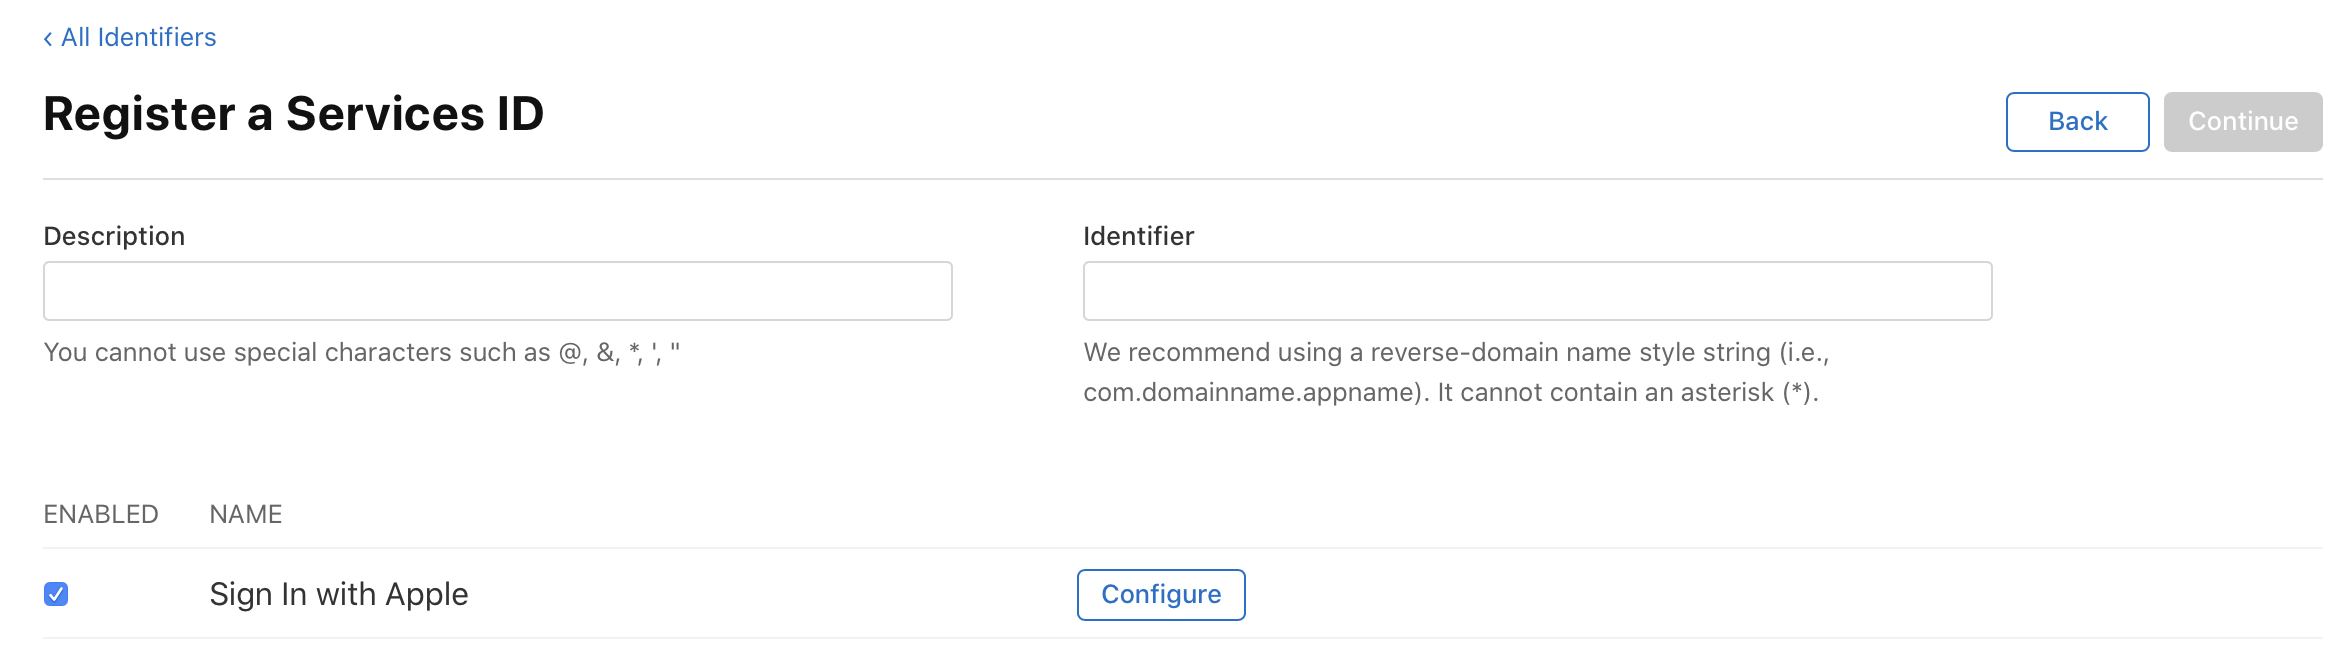 ‹ All Identifiers
Register a Services ID
Back
Continue
Description
Identifier
You cannot use special characters such as @, &, *, ', "
We recommend using a reverse-domain name style string (i.e.,
com.domainname.appname). It cannot contain an asterisk (*).
ENABLED
NAME
Sign In with Apple
Configure